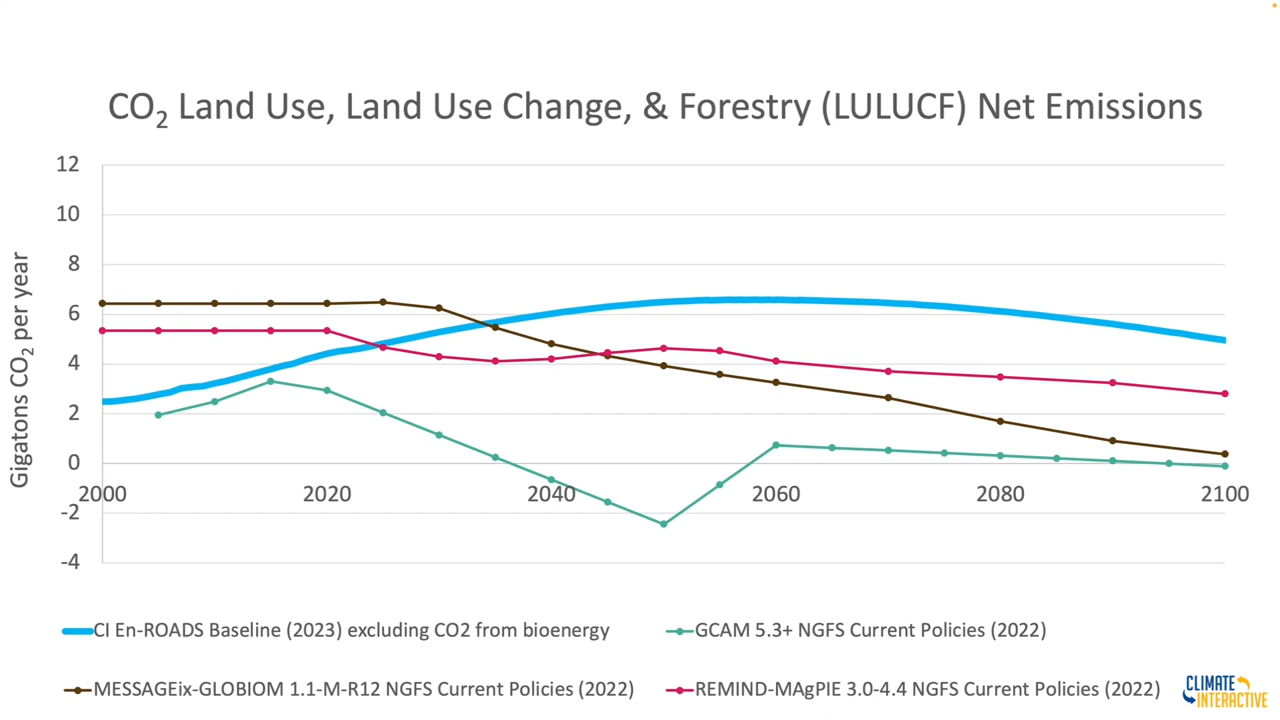 CO2 Land Use, Land Use Change, & Forestry (LULUCF) Net Emissions
Gigatons CO2 per year
12
10
8
6
4
2
0
-2
-4
2000
2020
2040
2060
2080
2100
CI En-ROADS Baseline (2023) excluding CO2 from bioenergy
GCAM 5.3+ NGFS Current Policies (2022)
MESSAGEix-GLOBIOM 1.1-M-R12 NGFS Current Policies (2022)
REMIND-MAgPIE 3.0-4.4 NGFS Current Policies (2022)
CLIMATE
INTERACTIVE